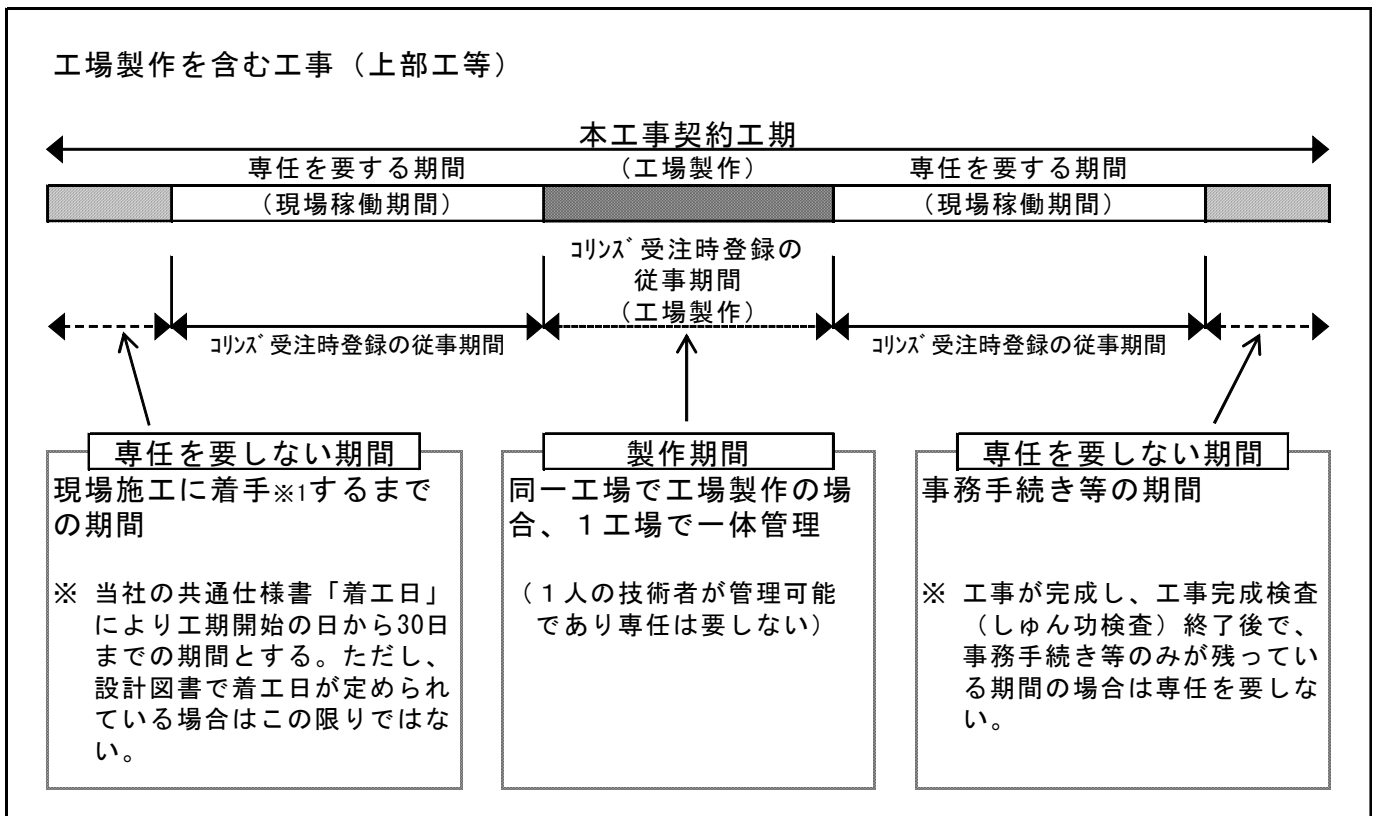 工場製作を含む工事（上部工等）
本工事契約工期
専任を要する期間
（工場製作）
専任を要する期間
（現場稼働期間）
（現場稼働期間）
ｺﾘﾝｽﾞ受注時登録の
従事期間
（工場製作）
ｺﾘﾝｽﾞ受注時登録の従事期間
ｺﾘﾝｽﾞ受注時登録の従事期間
専任を要しない期間
現場施工に着手※1するまで
の期間
※ 当社の共通仕様書「着工日」
により工期開始の日から30日
までの期間とする。ただし、
設計図書で着工日が定められ
ている場合はこの限りではな
い。
製作期間
同一工場で工場製作の場
合、１工場で一体管理
（１人の技術者が管理可能
であり専任は要しない）
専任を要しない期間
事務手続き等の期間
※ 工事が完成し、工事完成検査
（しゅん功検査）終了後で、
事務手続き等のみが残ってい
る期間の場合は専任を要しな
い。